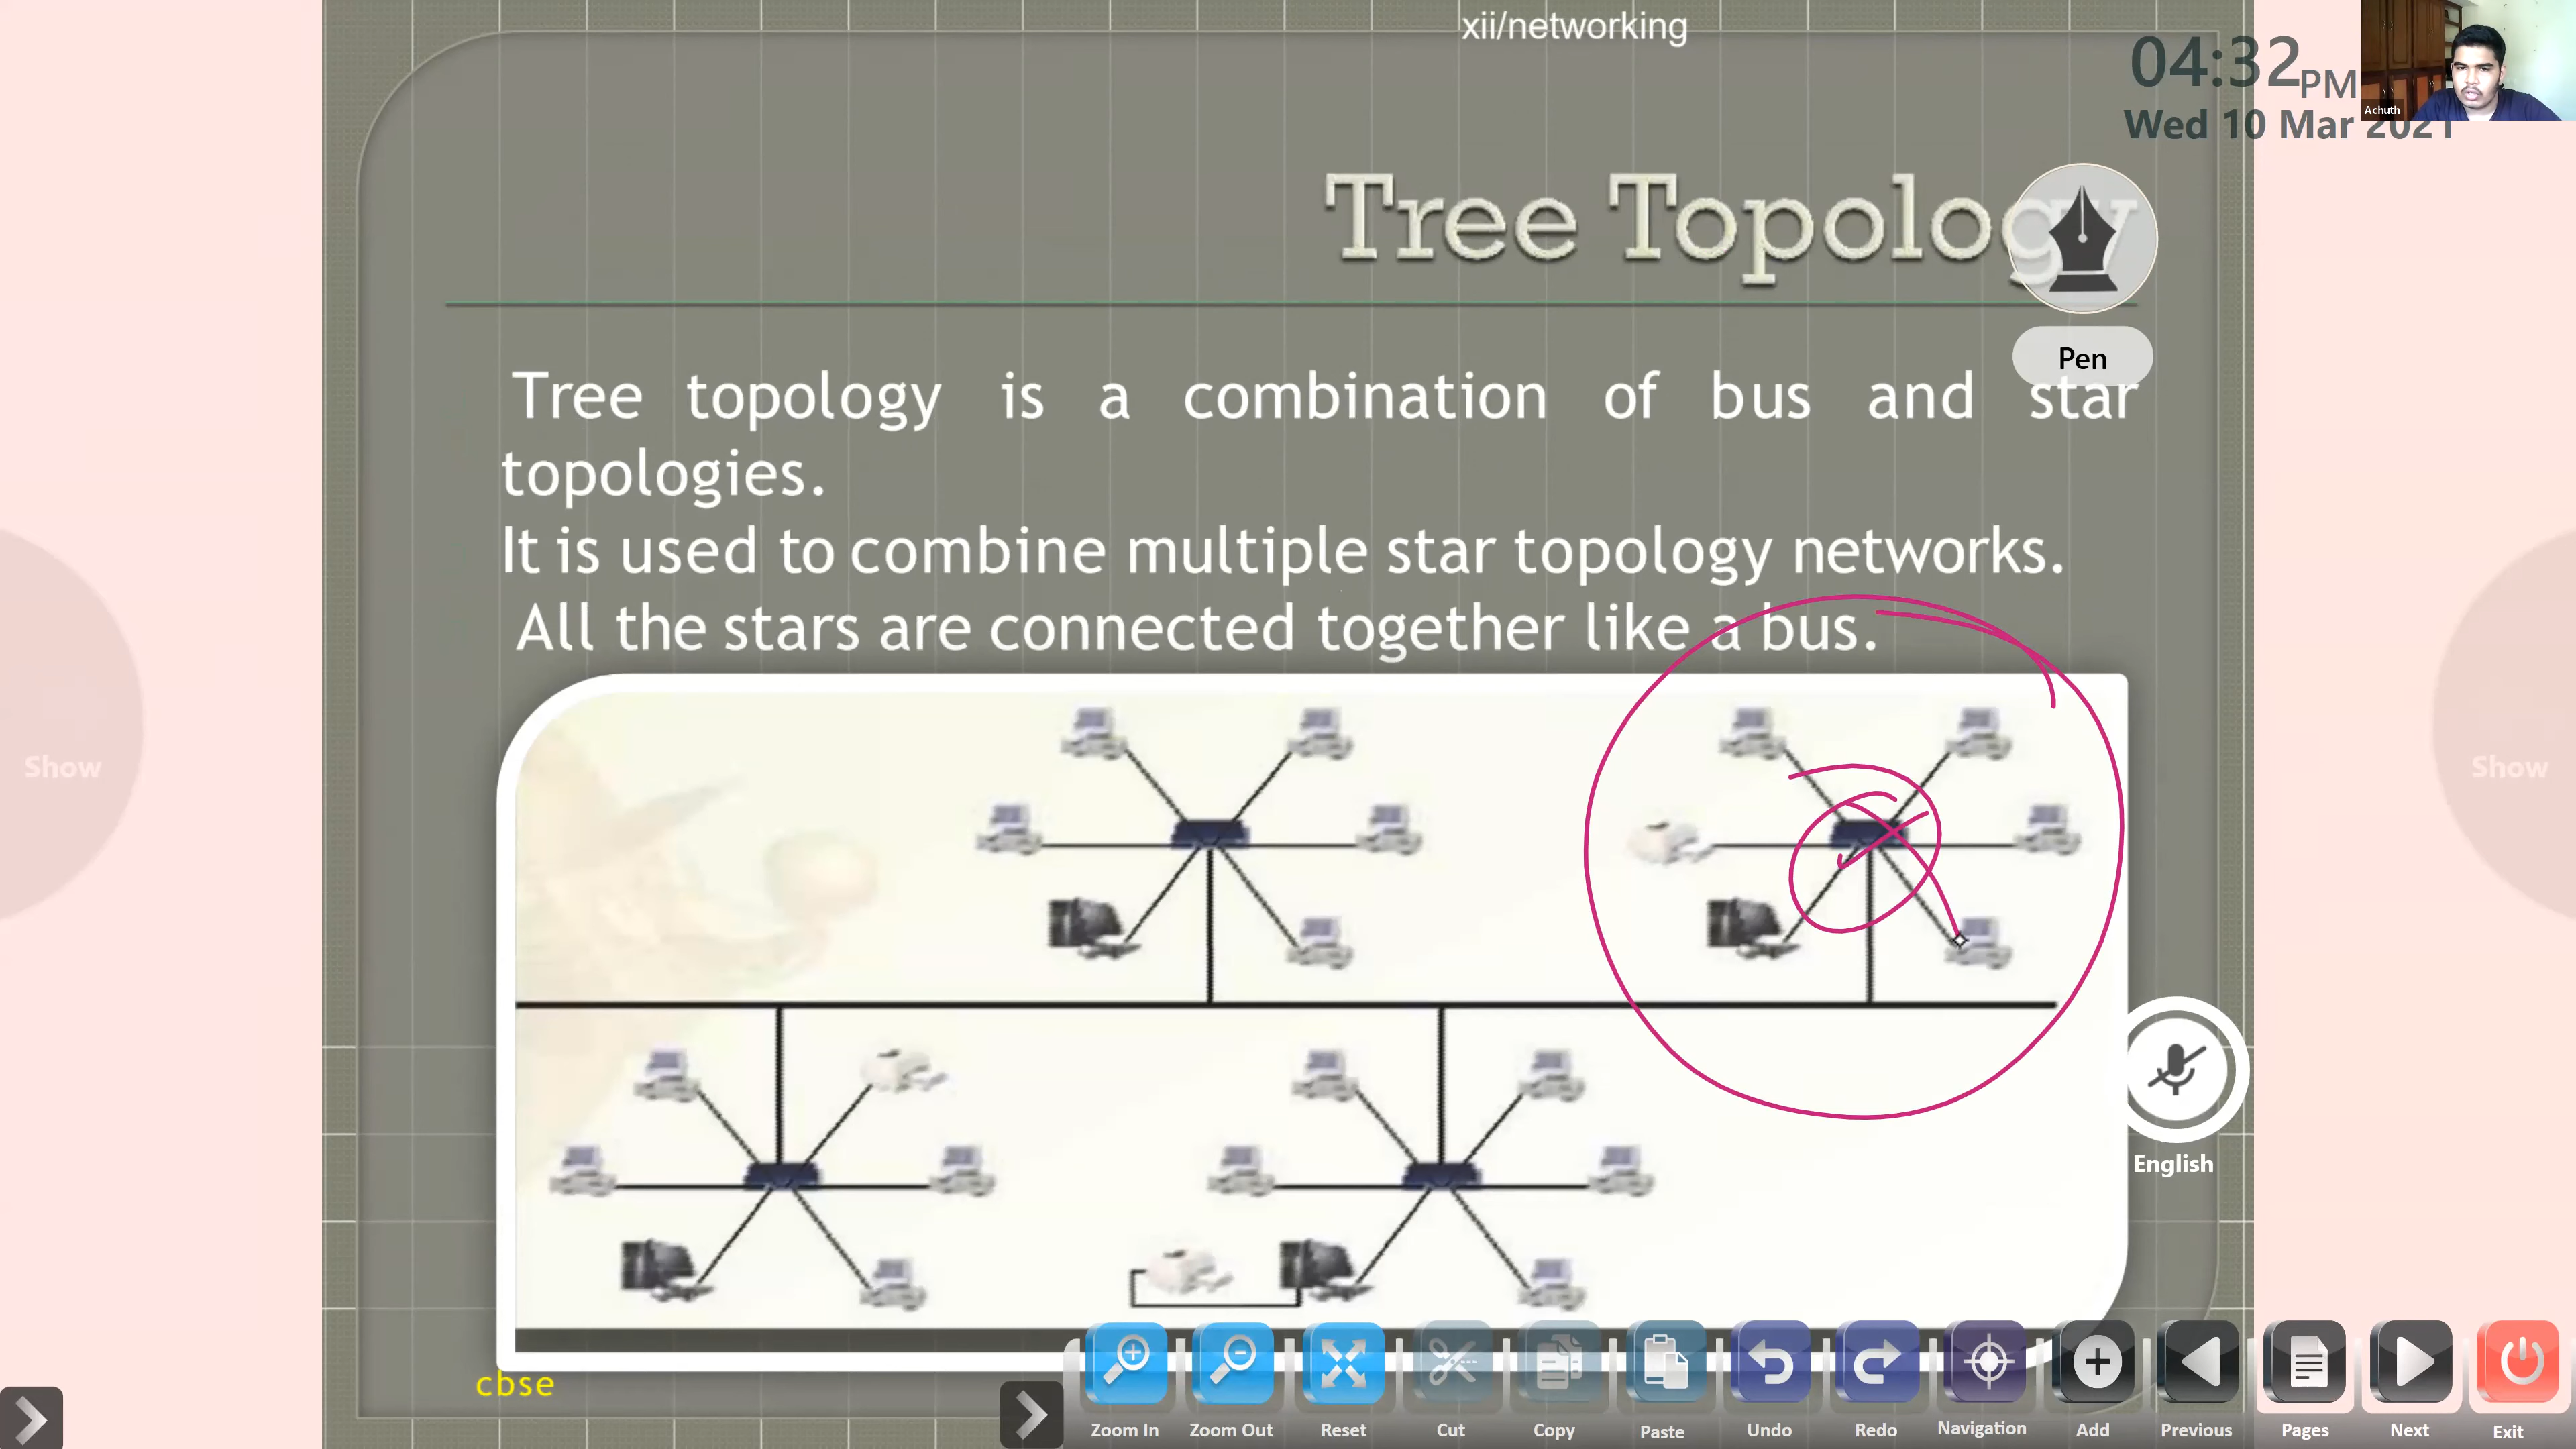 xii/networking
04:32PM
Wed 10 Mar 2021
Achuth
Tree Topology
Pen
Tree topology is a combination of bus and star
topologies.
It is used to combine multiple star topology networks.
All the stars are connected together like a bus.
Show
Show
English
cbse
Zoom In
Zoom Out
Reset
Cut
Copy
Paste
Undo
Redo
Navigation
Add
Previous
Pages
Next
Exit